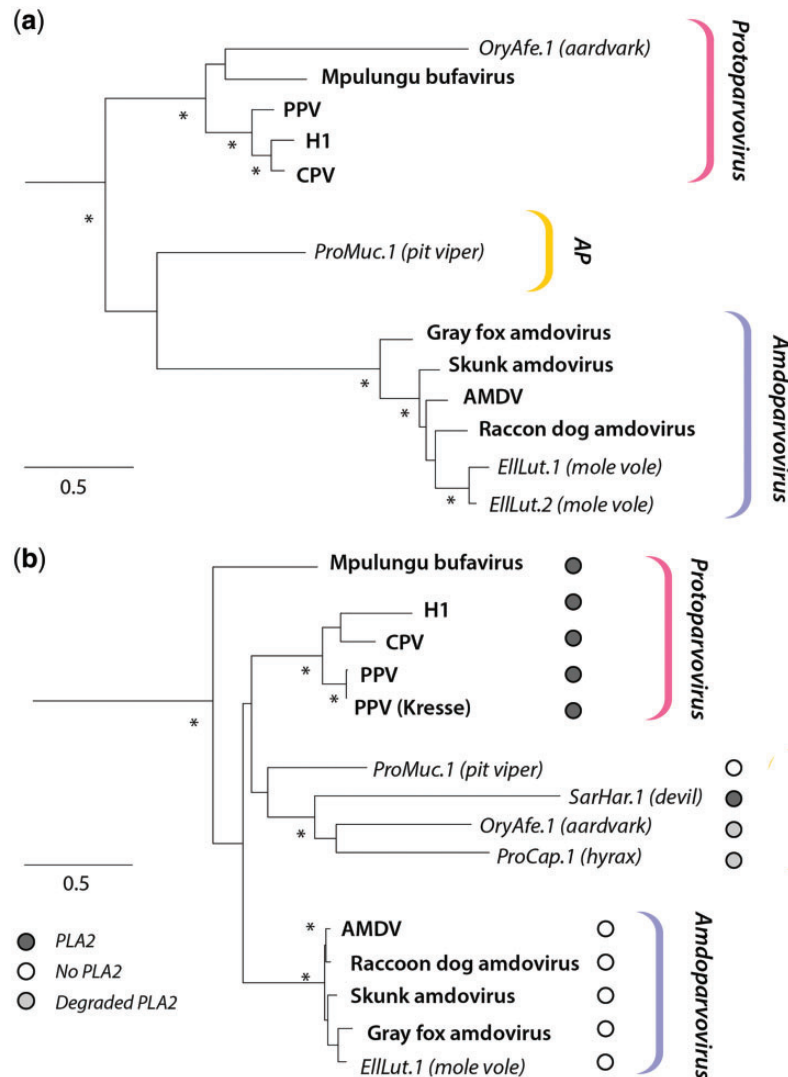 (a)
OryAfe.1 (aardvark)
Mpulungu bufavirus
PPV
H1
CPV
Protoparvovirus
*
*
*
*
ProMuc.1 (pit viper)
AP
Gray fox amdovirus
Skunk amdovirus
AMDV
Raccon dog amdovirus
EllLut.1 (mole vole)
EllLut.2 (mole vole)
Amdoparvovirus
*
*
*
0.5
(b)
Mpulungu bufavirus
H1
CPV
PPV
PPV (Kresse)
Protoparvovirus
*
*
*
ProMuc.1 (pit viper)
SarHar.1 (devil)
OryAfe.1 (aardvark)
ProCap.1 (hyrax)
*
0.5
PLA2
No PLA2
Degraded PLA2
AMDV
Raccoon dog amdovirus
Skunk amdovirus
Gray fox amdovirus
EllLut.1 (mole vole)
Amdoparvovirus
*
*